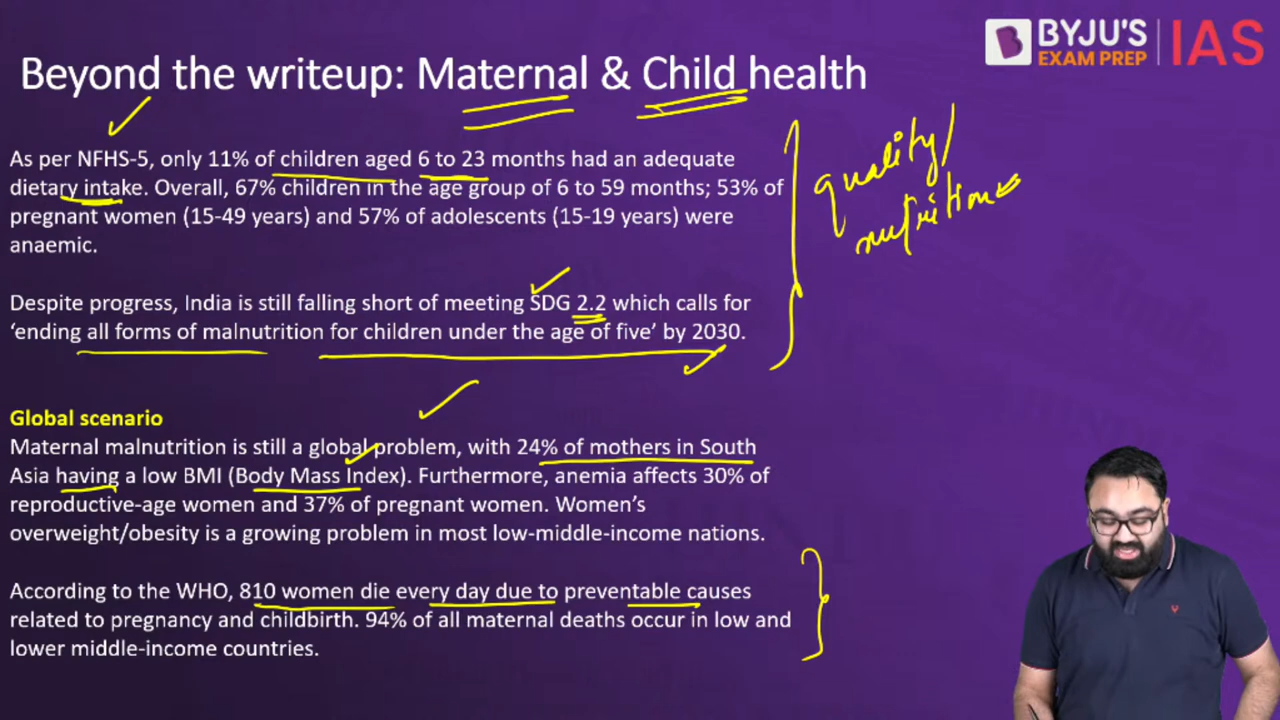 BYJU'S
EXAM PREP
IAS
Beyond the writeup: Maternal & Child health
As per NFHS-5, only 11% of children aged 6 to 23 months had an adequate
dietary intake. Overall, 67% children in the age group of 6 to 59 months; 53% of
pregnant women (15-49 years) and 57% of adolescents (15-19 years) were
anaemic.
quality/
nutrition
Despite progress, India is still falling short of meeting SDG 2.2 which calls for
‘ending all forms of malnutrition for children under the age of five’ by 2030.
Global scenario
Maternal malnutrition is still a global problem, with 24% of mothers in South
Asia having a low BMI (Body Mass Index). Furthermore, anemia affects 30% of
reproductive-age women and 37% of pregnant women. Women’s
overweight/obesity is a growing problem in most low-middle-income nations.
According to the WHO, 810 women die every day due to preventable causes
related to pregnancy and childbirth. 94% of all maternal deaths occur in low and
lower middle-income countries.